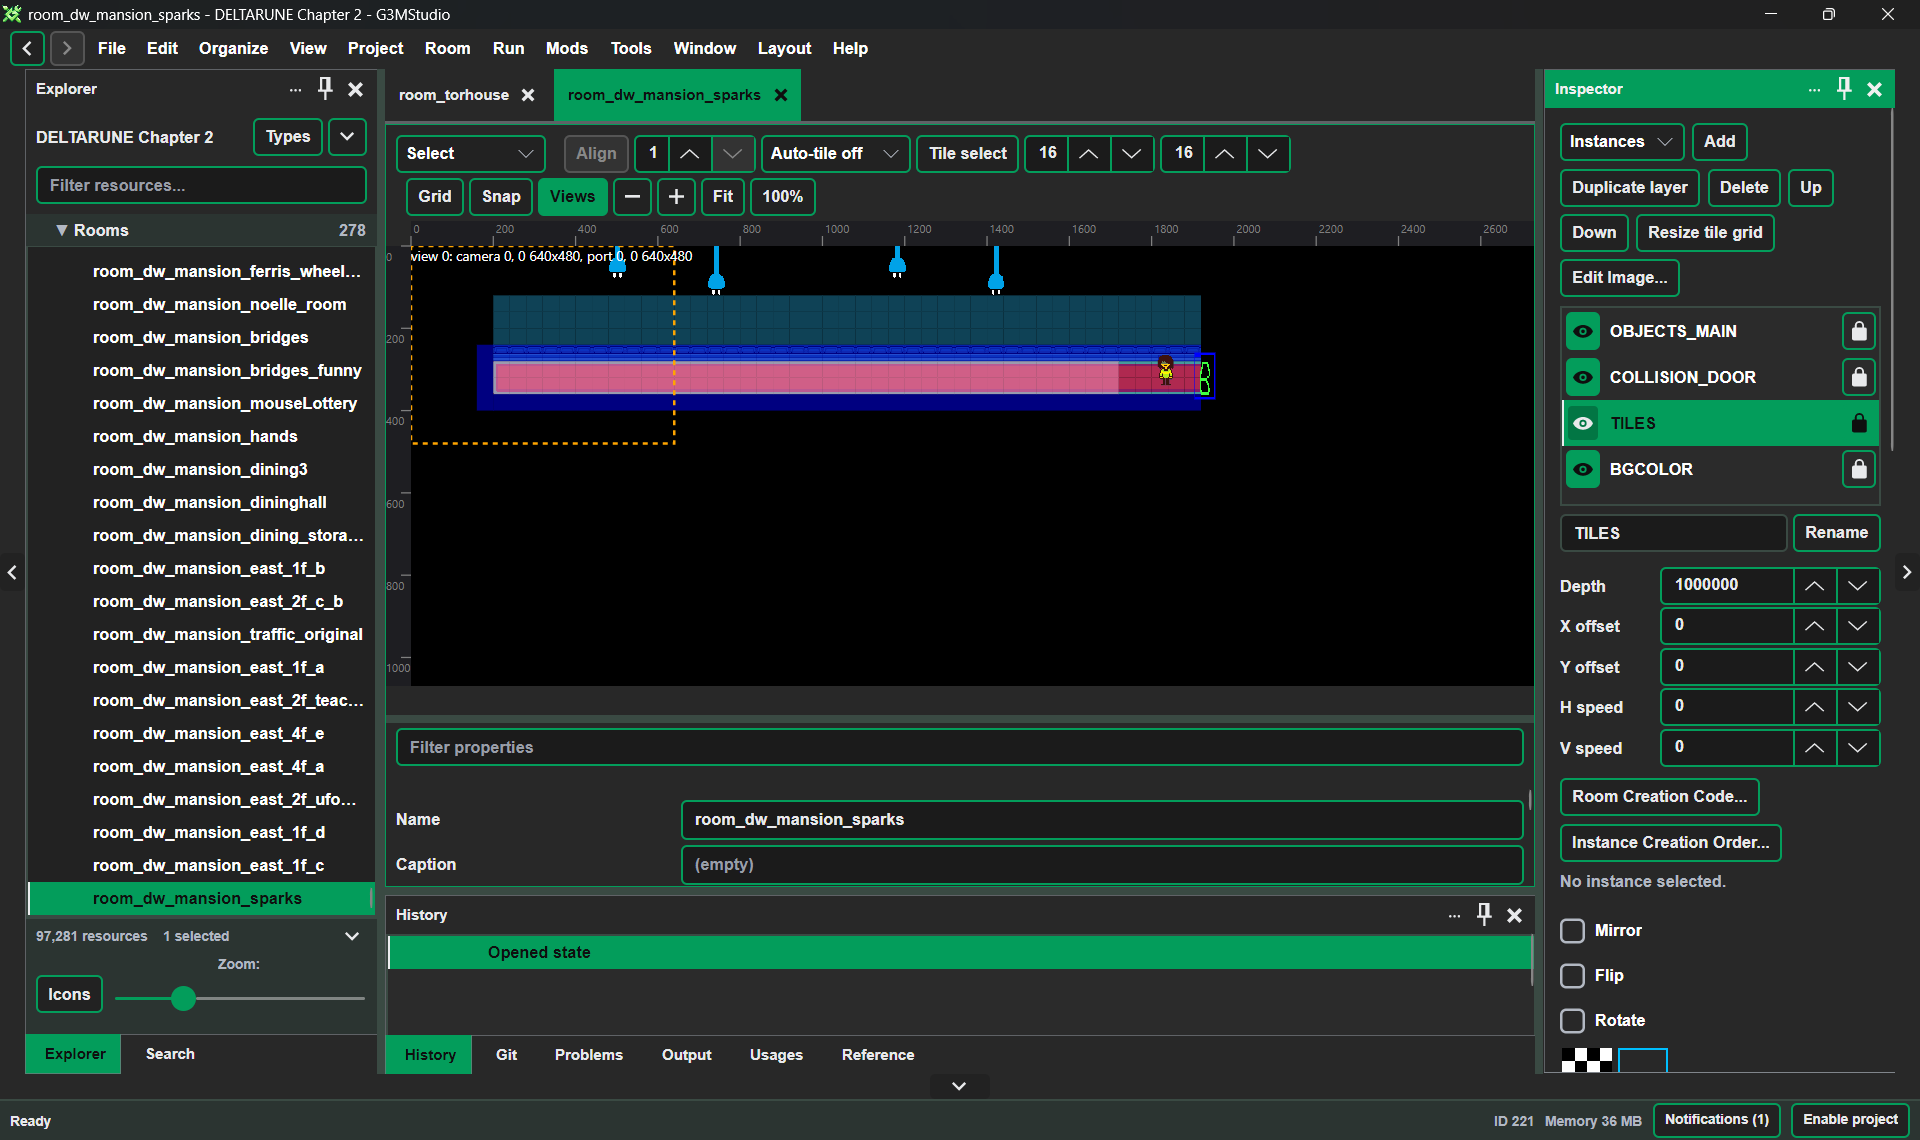 room_dw_mansion_sparks - DELTARUNE Chapter 2 - G3MStudio
File Edit Organize View Project Room Run Mods Tools Window Layout Help
Explorer
DELTARUNE Chapter 2 Types
Filter resources...
Rooms 278
room_dw_mansion_ferris_wheel...
room_dw_mansion_noelle_room
room_dw_mansion_bridges
room_dw_mansion_bridges_funny
room_dw_mansion_mouseLottery
room_dw_mansion_hands
room_dw_mansion_dining3
room_dw_mansion_dininghall
room_dw_mansion_dining_stora...
room_dw_mansion_east_1f_b
room_dw_mansion_east_2f_c_b
room_dw_mansion_traffic_original
room_dw_mansion_east_1f_a
room_dw_mansion_east_2f_teac...
room_dw_mansion_east_4f_e
room_dw_mansion_east_4f_a
room_dw_mansion_east_2f_ufo...
room_dw_mansion_east_1f_d
room_dw_mansion_east_1f_c
room_dw_mansion_sparks
97,281 resources 1 selected
Zoom:
Icons
Explorer Search
room_torhouse room_dw_mansion_sparks
Select Align 1 Auto-tile off Tile select 16 16
Grid Snap Views Fit 100%
0 200 400 600 800 1000 1200 1400 1600 1800 2000 2200 2400 2600
0
200
400
600
800
1000
view 0: camera 0, 0 640x480, port 0, 0 640x480
Filter properties
Name room_dw_mansion_sparks
Caption (empty)
History
Opened state
History Git Problems Output Usages Reference
Inspector
Instances Add
Duplicate layer Delete Up
Down Resize tile grid
Edit Image...
OBJECTS_MAIN
COLLISION_DOOR
TILES
BGCOLOR
TILES Rename
Depth 1000000
X offset 0
Y offset 0
H speed 0
V speed 0
Room Creation Code...
Instance Creation Order...
No instance selected.
Mirror
Flip
Rotate
Ready ID 221 Memory 36 MB Notifications (1) Enable project